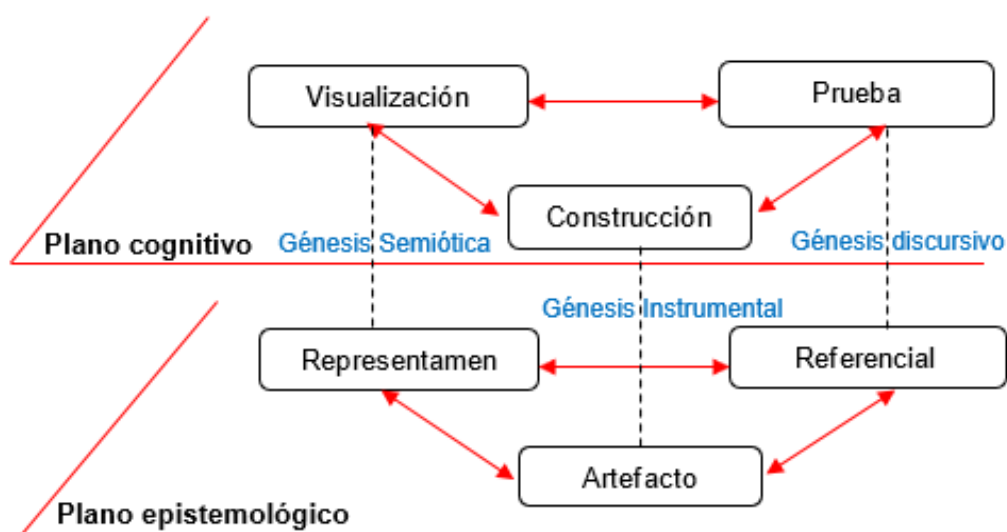 Visualización
Prueba
Construcción
Plano cognitivo
Génesis Semiótica
Génesis discursivo
Génesis Instrumental
Representamen
Referencial
Artefacto
Plano epistemológico